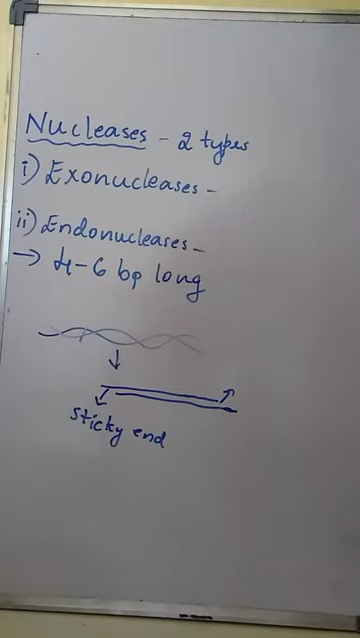 Nucleases - 2 types
i) Exonucleases -
ii) Endonucleases -
→ 4-6 bp long
sticky end